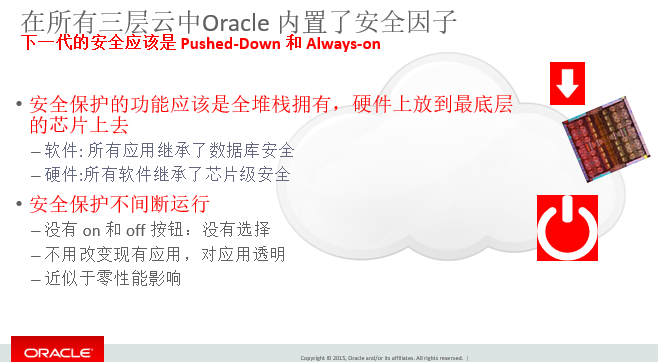 在所有三层云中Oracle 内置了安全因子
下一代的安全应该是 Pushed-Down 和 Always-on
• 安全保护的功能应该是全堆栈拥有，硬件上放到最底层
的芯片上去
– 软件: 所有应用继承了数据库安全
– 硬件:所有软件继承了芯片级安全
• 安全保护不间断运行
– 没有 on 和 off 按钮：没有选择
– 不用改变现有应用，对应用透明
– 近似于零性能影响
ORACLE
Copyright © 2015, Oracle and/or its affiliates. All rights reserved. |